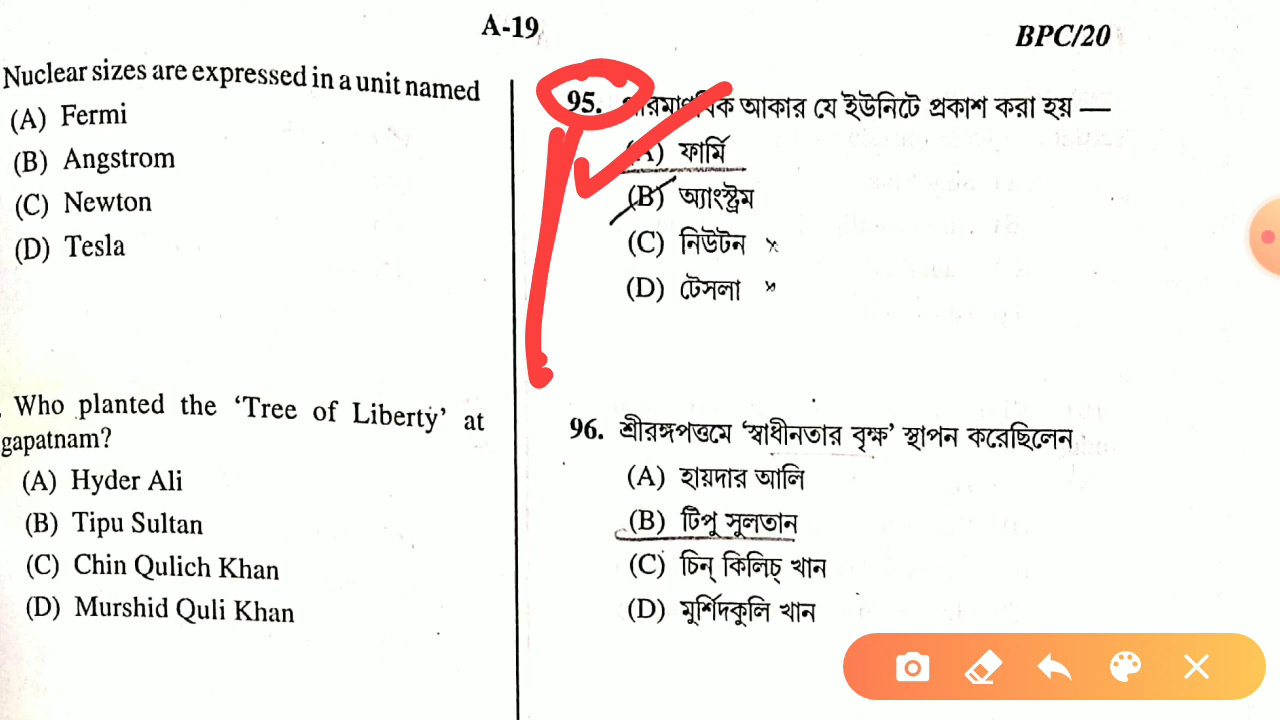 A-19
BPC/20
Nuclear sizes are expressed in a unit named
(A) Fermi
(B) Angstrom
(C) Newton
(D) Tesla
Who planted the ‘Tree of Liberty’ at
gapatnam?
(A) Hyder Ali
(B) Tipu Sultan
(C) Chin Qulich Khan
(D) Murshid Quli Khan
95. পারমাণবিক আকার যে ইউনিটে প্রকাশ করা হয় —
(A) ফার্মি
(B) অ্যাংস্ট্রম
(C) নিউটন
(D) টেসলা
96. শ্রীরঙ্গপত্তমে ‘স্বাধীনতার বৃক্ষ’ স্থাপন করেছিলেন
(A) হায়দার আলি
(B) টিপু সুলতান
(C) চিন্ কিলিচ্ খান
(D) মুর্শিদকুলি খান